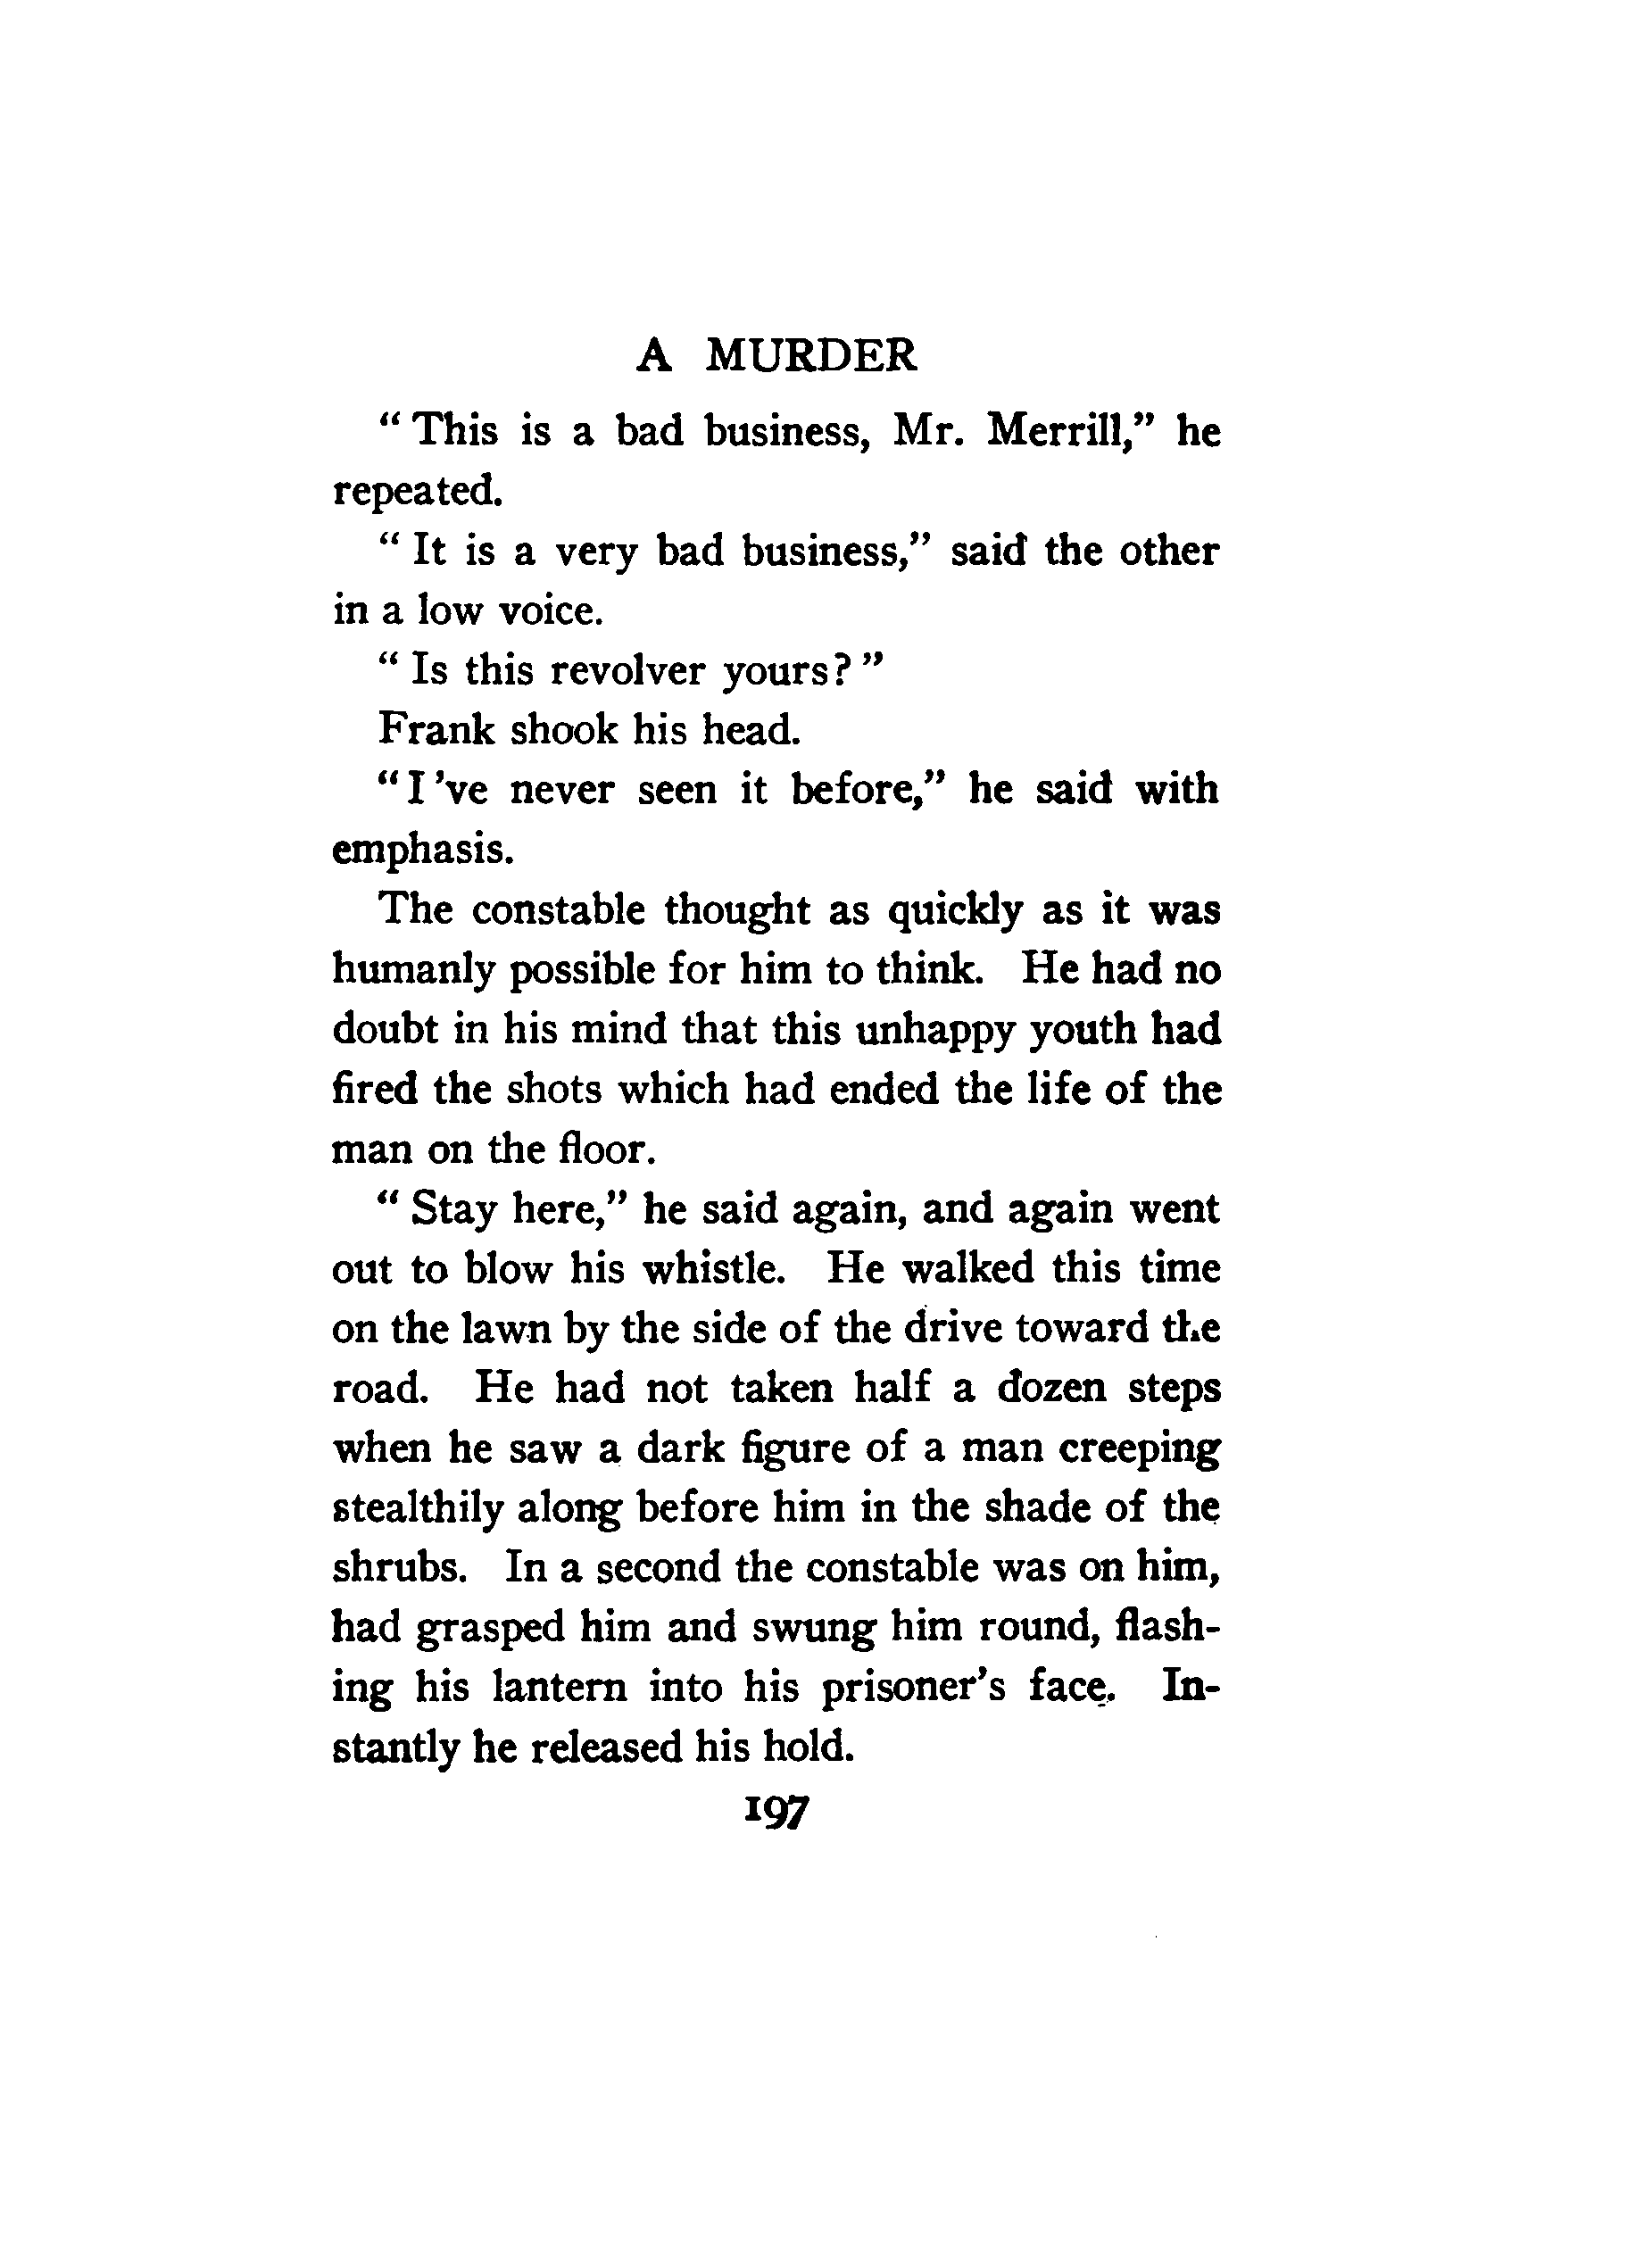 A MURDER
“ This is a bad business, Mr. Merrill,” he
repeated.
“ It is a very bad business,” said the other
in a low voice.
“ Is this revolver yours? ”
Frank shook his head.
“ I 've never seen it before,” he said with
emphasis.
The constable thought as quickly as it was
humanly possible for him to think. He had no
doubt in his mind that this unhappy youth had
fired the shots which had ended the life of the
man on the floor.
“ Stay here,” he said again, and again went
out to blow his whistle. He walked this time
on the lawn by the side of the drive toward the
road. He had not taken half a dozen steps
when he saw a dark figure of a man creeping
stealthily along before him in the shade of the
shrubs. In a second the constable was on him,
had grasped him and swung him round, flash-
ing his lantern into his prisoner's face. In-
stantly he released his hold.
197